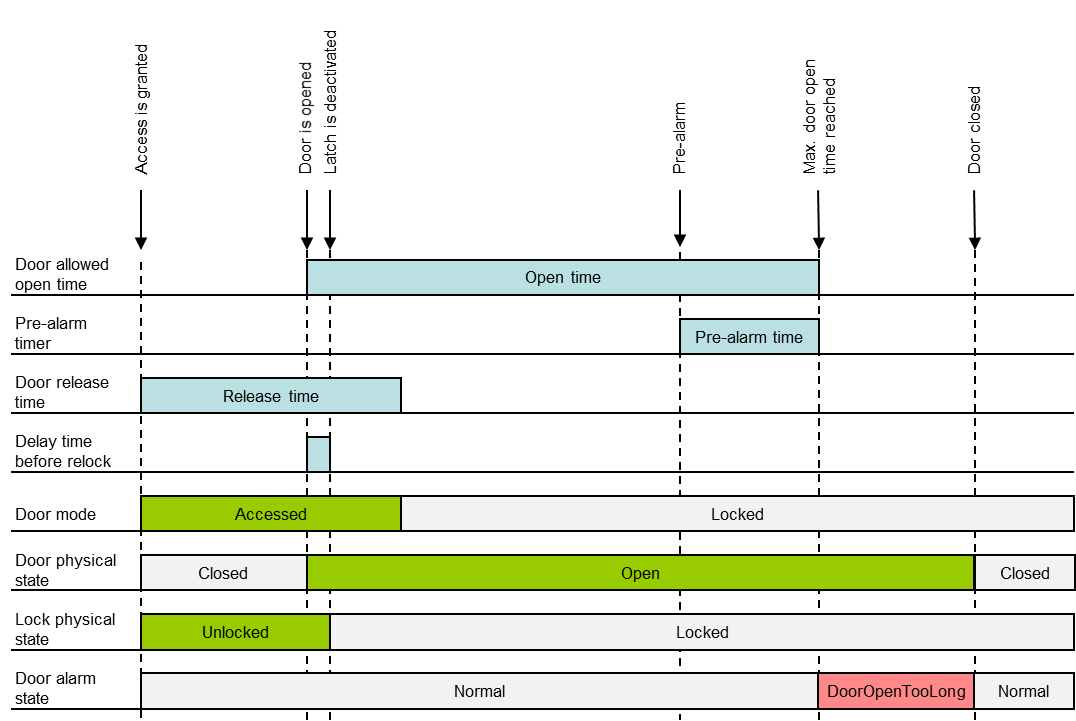 Access is granted
Door is opened
Latch is deactivated
Pre-alarm
Max. door open
time reached
Door closed
Door allowed
open time
Open time
Pre-alarm
timer
Pre-alarm time
Door release
time
Release time
Delay time
before relock
Door mode
Accessed
Locked
Door physical
state
Closed
Open
Closed
Lock physical
state
Unlocked
Locked
Door alarm
state
Normal
DoorOpenTooLong
Normal